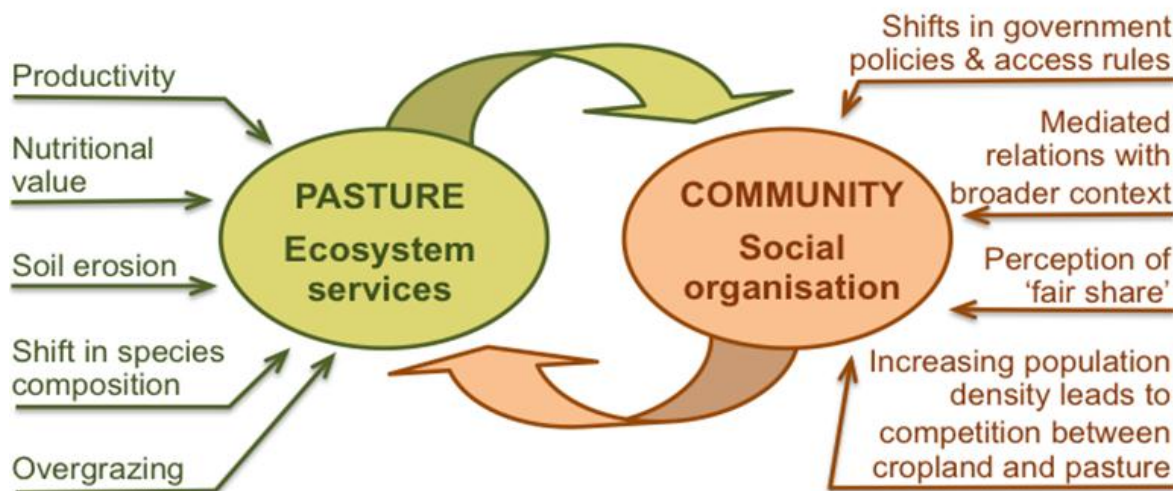 Productivity
Nutritional
value
Soil erosion
Shift in species
composition
Overgrazing
PASTURE
Ecosystem
services
COMMUNITY
Social
organisation
Shifts in government
policies & access rules
Mediated
relations with
broader context
Perception of
‘fair share’
Increasing population
density leads to
competition between
cropland and pasture